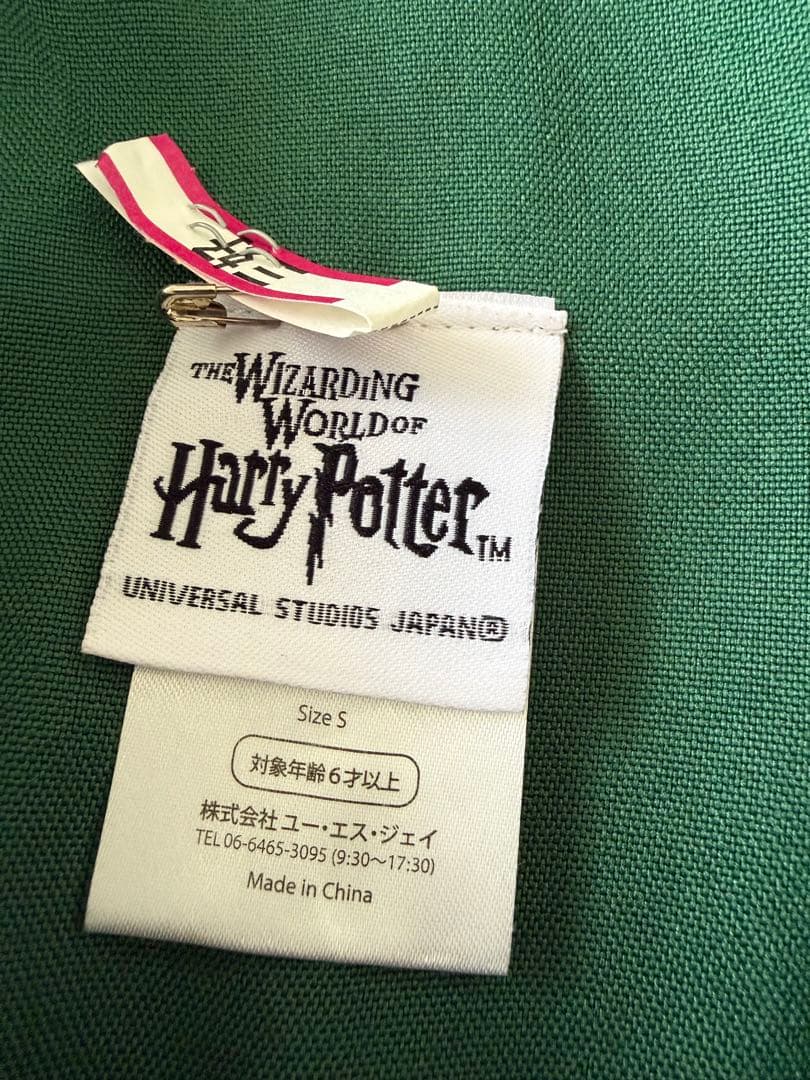 THE WIZARDING
WORLD OF
Harry Potter™
UNIVERSAL STUDIOS JAPAN®
Size S
対象年齢6才以上
株式会社 ユー・エス・ジェイ
TEL 06-6465-3095 (9:30～17:30)
Made in China